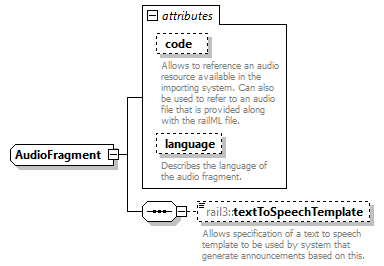 attributes
code
Allows to reference an audio
resource available in the
importing system. Can also
be used to refer to an audio
file that is provided along
with the railML file.
language
Describes the language of
the audio fragment.
AudioFragment
rail3:textToSpeechTemplate
Allows specification of a text to speech
template to be used by system that
generate announcements based on this.